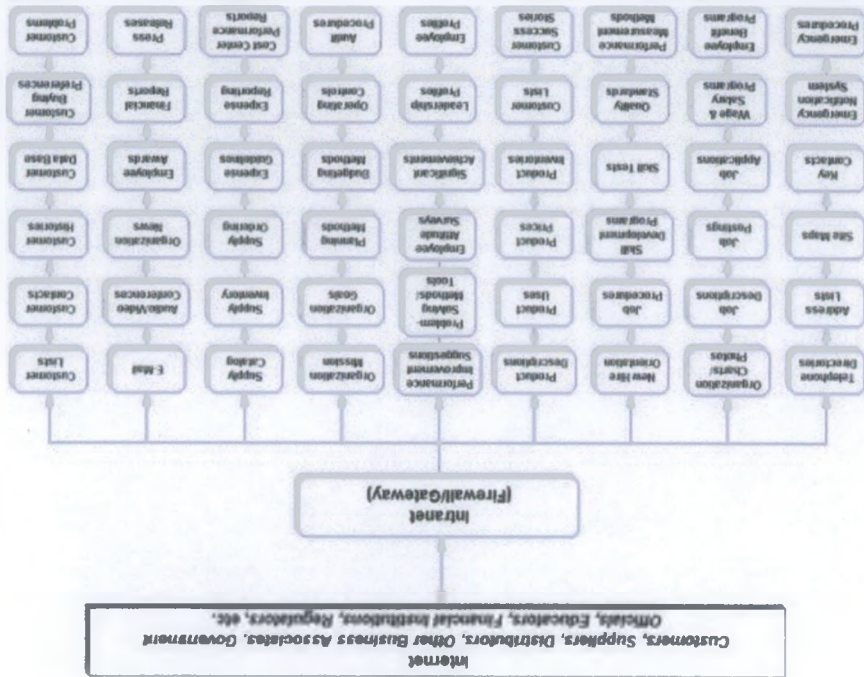 Internet
Customers, Suppliers, Distributors, Other Business Associates, Government
Officials, Educators, Financial Institutions, Regulators, etc.
Intranet
(Firewall/Gateway)
Telephone
Directories
Address
Lists
Site Maps
Key
Contacts
Emergency
Notification
System
Emergency
Procedures
Organization
Charts/
Photos
Job
Descriptions
Job
Postings
Job
Applications
Wage &
Salary
Programs
Employee
Benefit
Programs
New Hire
Orientation
Job
Procedures
Skill
Development
Programs
Skill Tests
Quality
Standards
Performance
Measurement
Methods
Product
Descriptions
Product
Uses
Product
Prices
Product
Inventories
Customer
Lists
Customer
Success
Stories
Performance
Improvement
Suggestions
Problem-
Solving
Methods/
Tools
Employee
Attitude
Surveys
Significant
Achievements
Leadership
Profiles
Employee
Profiles
Organization
Mission
Organization
Goals
Planning
Methods
Budgeting
Methods
Operating
Controls
Audit
Procedures
Supply
Catalog
Supply
Inventory
Supply
Ordering
Expense
Guidelines
Expense
Reporting
Cost Center
Performance
Reports
E-Mail
Audio/Video
Conferences
Organization
News
Employee
Awards
Financial
Reports
Press
Releases
Customer
Lists
Customer
Contacts
Customer
Histories
Customer
Data Base
Customer
Buying
Preferences
Customer
Problems